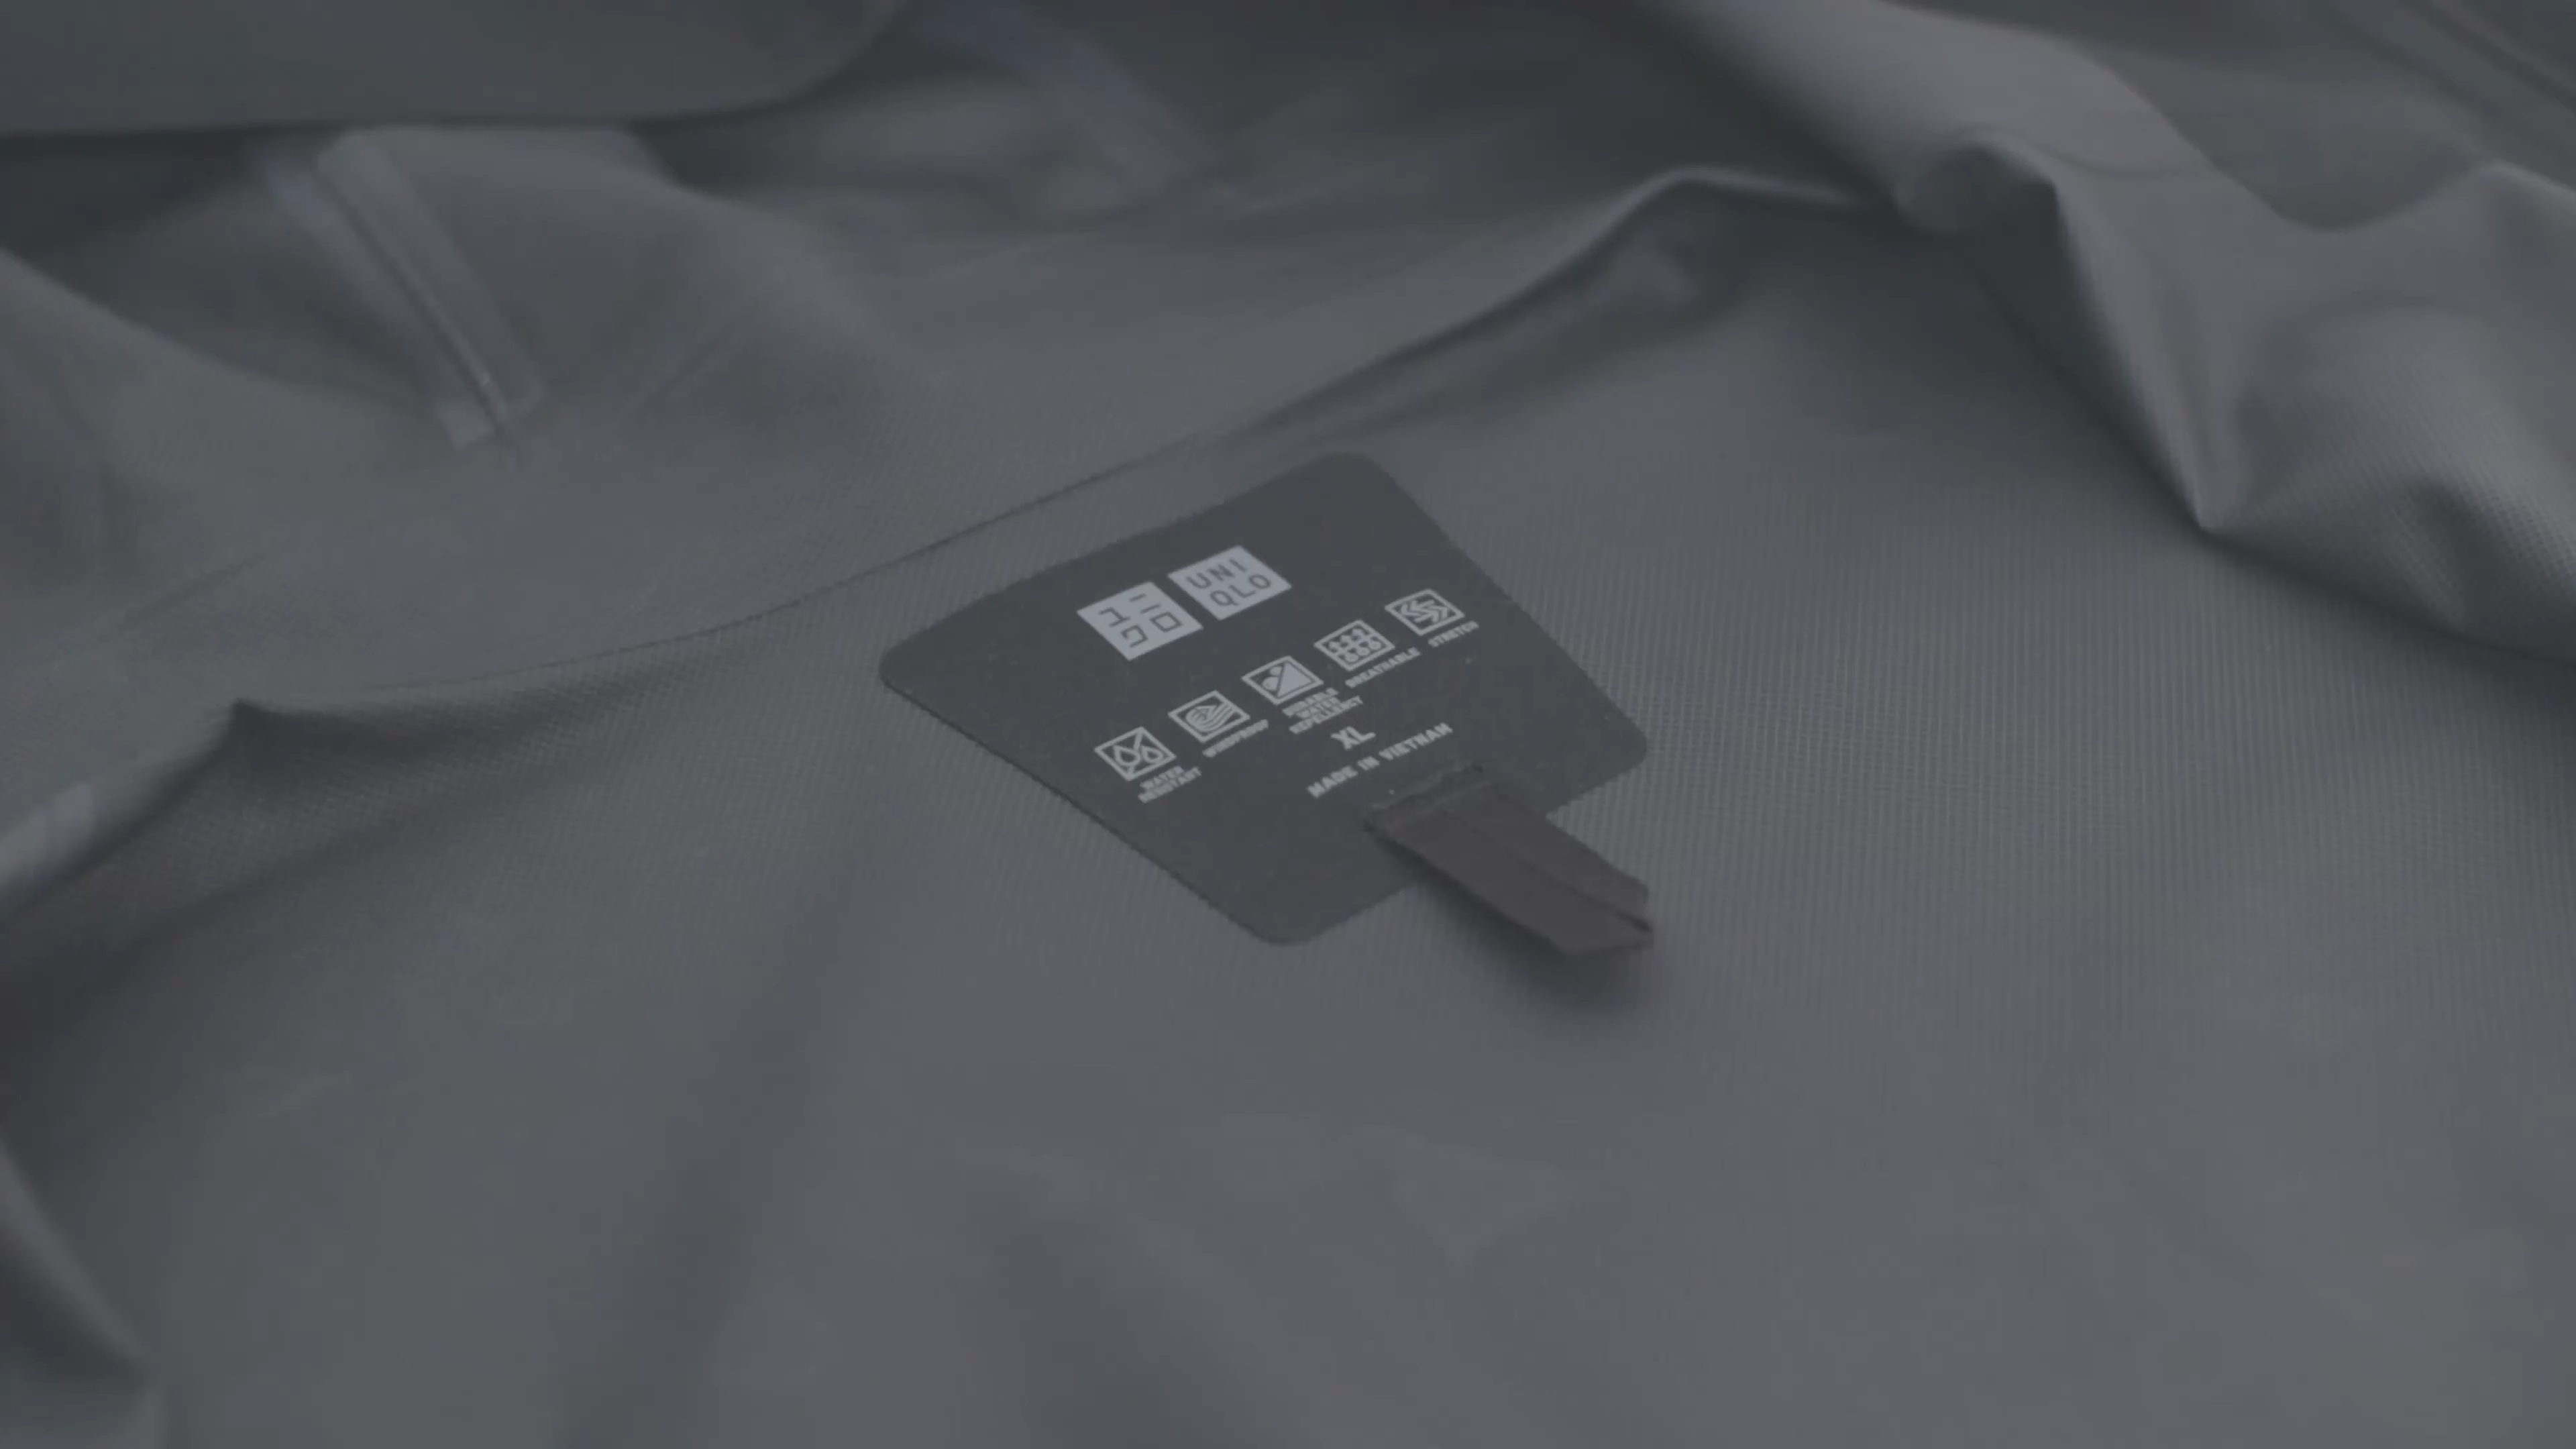 ユニ
クロ
UNI
QLO
WATER
RESISTANT
WINDPROOF
DURABLE
WATER
REPELLENCY
BREATHABLE
STRETCH
XL
MADE IN VIETNAM